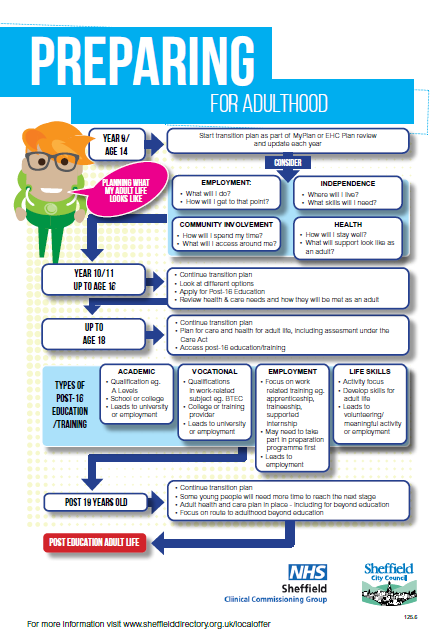 PREPARING
FOR ADULTHOOD
YEAR 9/
AGE 14
Start transition plan as part of MyPlan or EHC Plan review
and update each year
CONSIDER
PLANNING WHAT
MY ADULT LIFE
LOOKS LIKE
EMPLOYMENT:
• What will I do?
• How will I get to that point?
INDEPENDENCE
• Where will I live?
• What skills will I need?
COMMUNITY INVOLVEMENT
• How will I spend my time?
• What will I access around me?
HEALTH
• How will I stay well?
• What will support look like as
an adult?
YEAR 10/11
UP TO AGE 16
• Continue transition plan
• Look at different options
• Apply for Post-16 Education
• Review health & care needs and how they will be met as an adult
UP TO
AGE 18
• Continue transition plan
• Plan for care and health for adult life, including assesment under the
Care Act
• Access post-16 education/training
TYPES OF
POST-16
EDUCATION
/TRAINING
ACADEMIC
• Qualification eg.
A Levels
• School or college
• Leads to university
or employment
VOCATIONAL
• Qualifications
in work-related
subject eg. BTEC
• College or training
provider
• Leads to university
or employment
EMPLOYMENT
• Focus on work
related training eg.
apprenticeship,
traineeship,
supported
internship
• May need to take
part in preparation
programme first
• Leads to
employment
LIFE SKILLS
• Activity focus
• Develop skills for
adult life
• Leads to
volunteering/
meaningful activity
or employment
POST 19 YEARS OLD
• Continue transition plan
• Some young people will need more time to reach the next stage
• Adult health and care plan in place - including for beyond education
• Focus on route to adulthood beyond education
POST EDUCATION ADULT LIFE
NHS
Sheffield
Clinical Commissioning Group
Sheffield
City Council
125.6
For more information visit www.sheffielddirectory.org.uk/localoffer